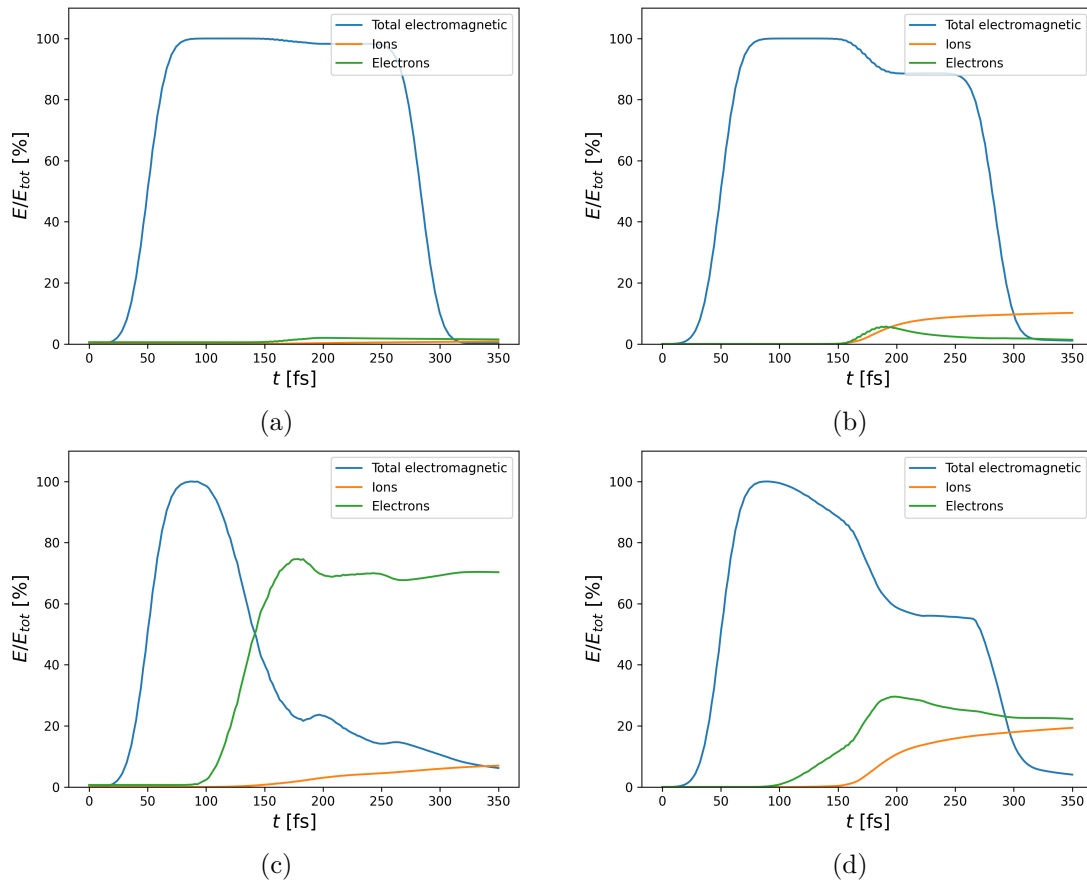 100
80
60
40
20
0
E/E_tot [%]
0 50 100 150 200 250 300 350
t [fs]
Total electromagnetic
Ions
Electrons
(a)
100
80
60
40
20
0
E/E_tot [%]
0 50 100 150 200 250 300 350
t [fs]
Total electromagnetic
Ions
Electrons
(b)
100
80
60
40
20
0
E/E_tot [%]
0 50 100 150 200 250 300 350
t [fs]
Total electromagnetic
Ions
Electrons
(c)
100
80
60
40
20
0
E/E_tot [%]
0 50 100 150 200 250 300 350
t [fs]
Total electromagnetic
Ions
Electrons
(d)